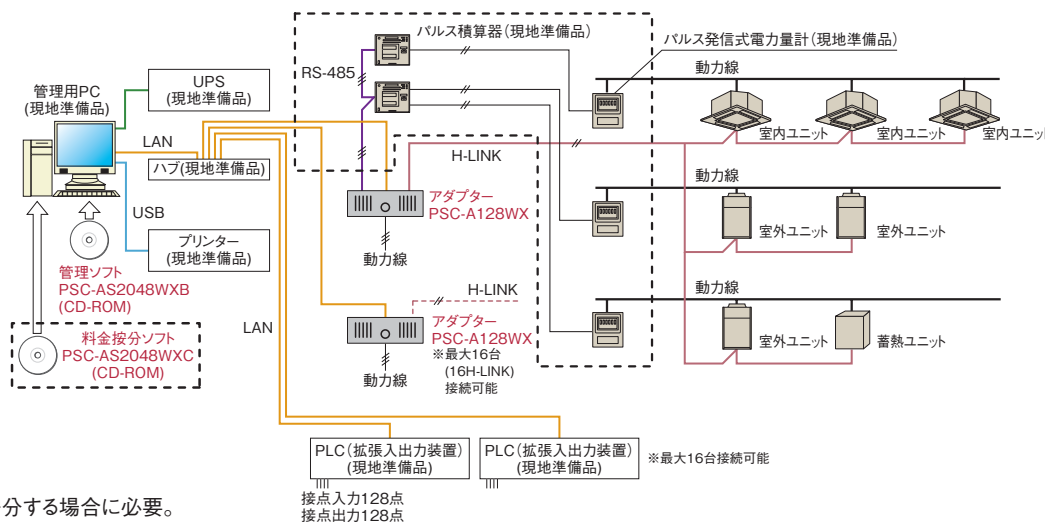 パルス積算器(現地準備品)
パルス発信式電力量計(現地準備品)
RS-485
動力線
UPS
(現地準備品)
管理用PC
(現地準備品)
LAN
ハブ(現地準備品)
室内ユニット
室内ユニット
室内ユニット
H-LINK
アダプター
PSC-A128WX
動力線
動力線
室外ユニット
室外ユニット
USB
プリンター
(現地準備品)
管理ソフト
PSC-AS2048WXB
(CD-ROM)
H-LINK
動力線
アダプター
PSC-A128WX
※最大16台
(16H-LINK)
接続可能
動力線
LAN
料金按分ソフト
PSC-AS2048WXC
(CD-ROM)
室外ユニット
蓄熱ユニット
PLC(拡張入出力装置)
(現地準備品)
PLC(拡張入出力装置)
(現地準備品)
※最大16台接続可能
接点入力128点
接点出力128点
分する場合に必要。